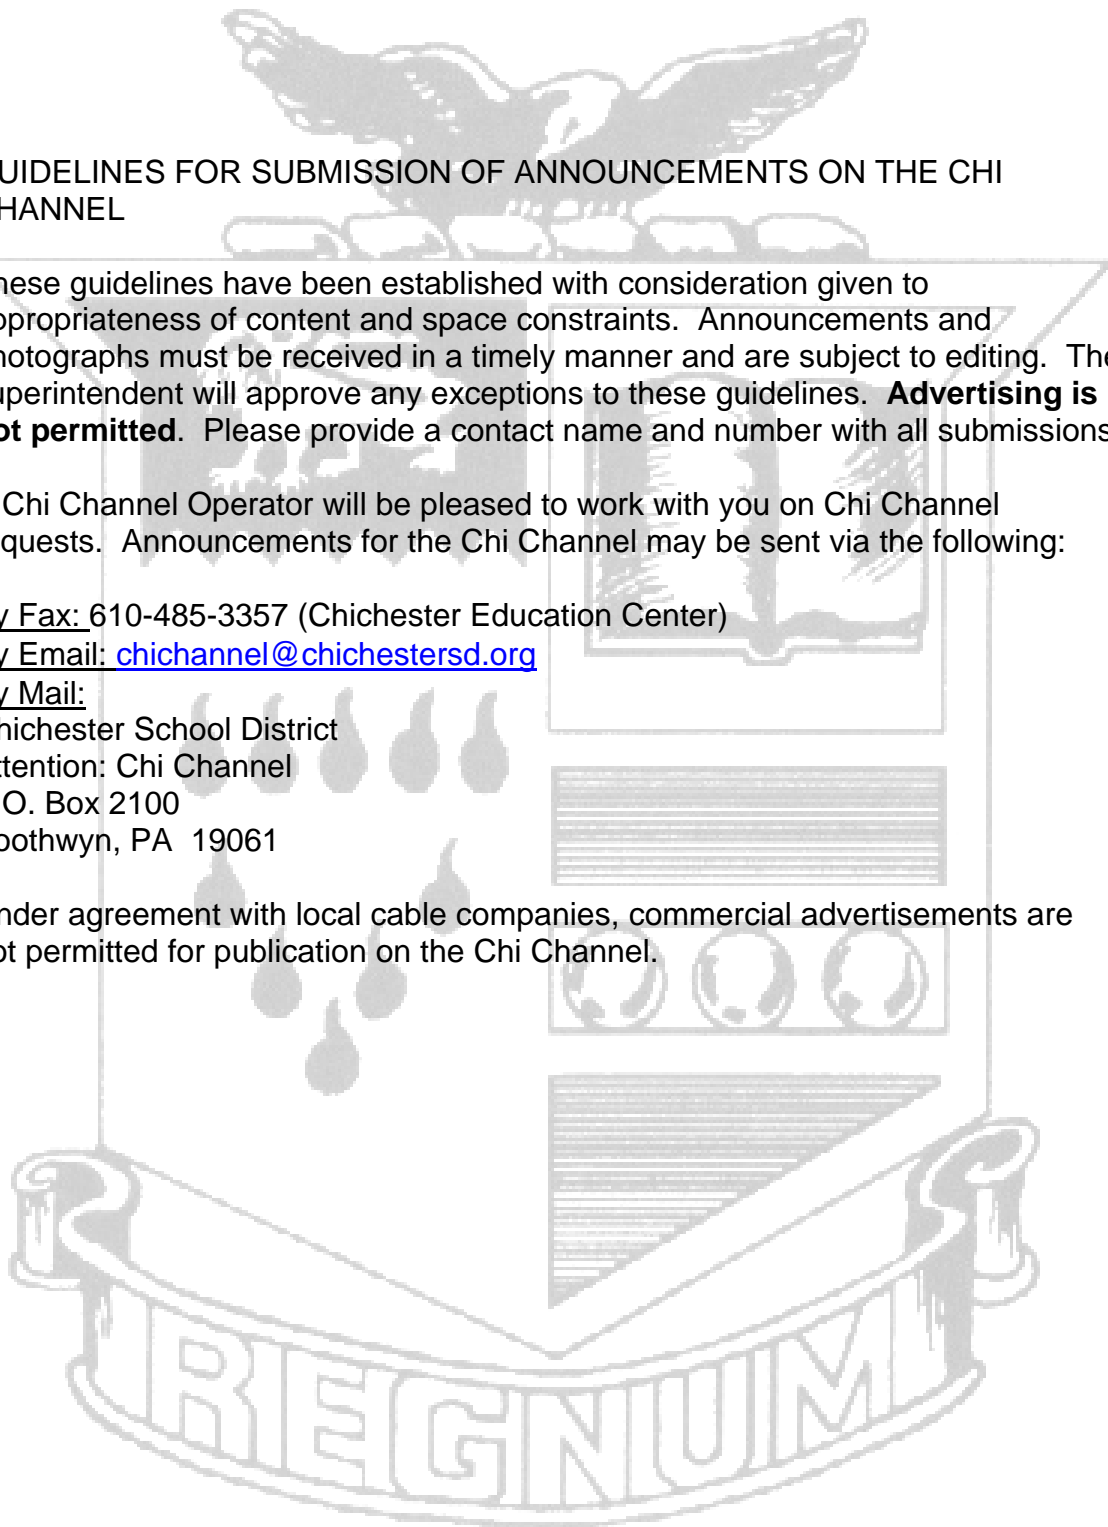 UIDELINES FOR SUBMISSION OF ANNOUNCEMENTS ON THE CHI
HANNEL
hese guidelines have been established with consideration given to
ppropriateness of content and space constraints.  Announcements and
hotographs must be received in a timely manner and are subject to editing.  The
uperintendent will approve any exceptions to these guidelines.  Advertising is
ot permitted.  Please provide a contact name and number with all submissions
Chi Channel Operator will be pleased to work with you on Chi Channel
quests.  Announcements for the Chi Channel may be sent via the following:
y Fax: 610-485-3357 (Chichester Education Center)
y Email: chichannel@chichestersd.org
y Mail:
hichester School District
ttention: Chi Channel
.O. Box 2100
oothwyn, PA  19061
nder agreement with local cable companies, commercial advertisements are
ot permitted for publication on the Chi Channel.
REGNUM